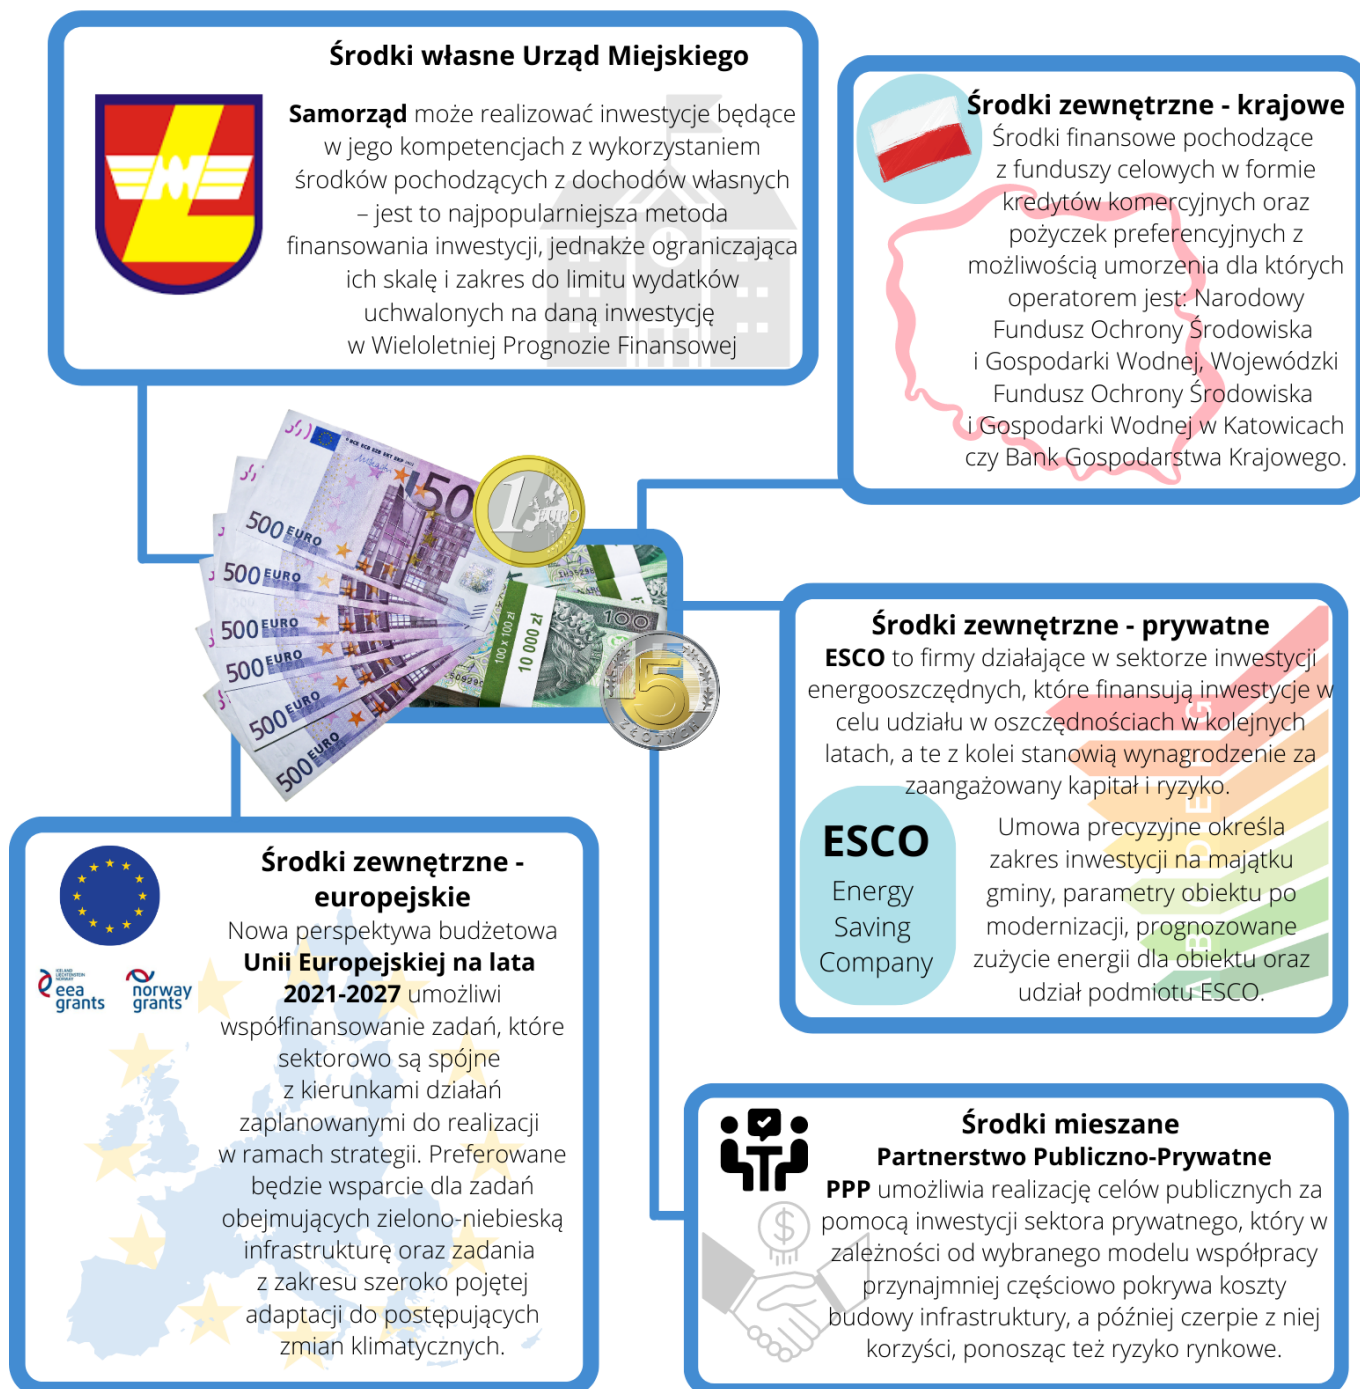 Środki własne Urząd Miejskiego
Samorząd może realizować inwestycje będące
w jego kompetencjach z wykorzystaniem
środków pochodzących z dochodów własnych
– jest to najpopularniejsza metoda
finansowania inwestycji, jednakże ograniczająca
ich skalę i zakres do limitu wydatków
uchwalonych na daną inwestycję
w Wieloletniej Prognozie Finansowej
Środki zewnętrzne - krajowe
Środki finansowe pochodzące
z funduszy celowych w formie
kredytów komercyjnych oraz
pożyczek preferencyjnych z
możliwością umorzenia dla których
operatorem jest: Narodowy
Fundusz Ochrony Środowiska
i Gospodarki Wodnej, Wojewódzki
Fundusz Ochrony Środowiska
i Gospodarki Wodnej w Katowicach
czy Bank Gospodarstwa Krajowego.
500 EURO
500 EURO
500 EURO
500 EURO
500 EURO
500 EURO
1 EURO
100 x 100 zł
10 000 zł
100
5
ZŁOTYCH
Środki zewnętrzne - prywatne
ESCO to firmy działające w sektorze inwestycji
energooszczędnych, które finansują inwestycje w
celu udziału w oszczędnościach w kolejnych
latach, a te z kolei stanowią wynagrodzenie za
zaangażowany kapitał i ryzyko.
ESCO
Energy
Saving
Company
Umowa precyzyjne określa
zakres inwestycji na majątku
gminy, parametry obiektu po
modernizacji, prognozowane
zużycie energii dla obiektu oraz
udział podmiotu ESCO.
A B C D E F G
Środki zewnętrzne -
europejskie
ICELAND
LIECHTENSTEIN
NORWAY
eea
grants
norway
grants
Nowa perspektywa budżetowa
Unii Europejskiej na lata
2021-2027 umożliwi
współfinansowanie zadań, które
sektorowo są spójne
z kierunkami działań
zaplanowanymi do realizacji
w ramach strategii. Preferowane
będzie wsparcie dla zadań
obejmujących zielono-niebieską
infrastrukturę oraz zadania
z zakresu szeroko pojętej
adaptacji do postępujących
zmian klimatycznych.
Środki mieszane
Partnerstwo Publiczno-Prywatne
PPP umożliwia realizację celów publicznych za
pomocą inwestycji sektora prywatnego, który w
zależności od wybranego modelu współpracy
przynajmniej częściowo pokrywa koszty
budowy infrastruktury, a później czerpie z niej
korzyści, ponosząc też ryzyko rynkowe.